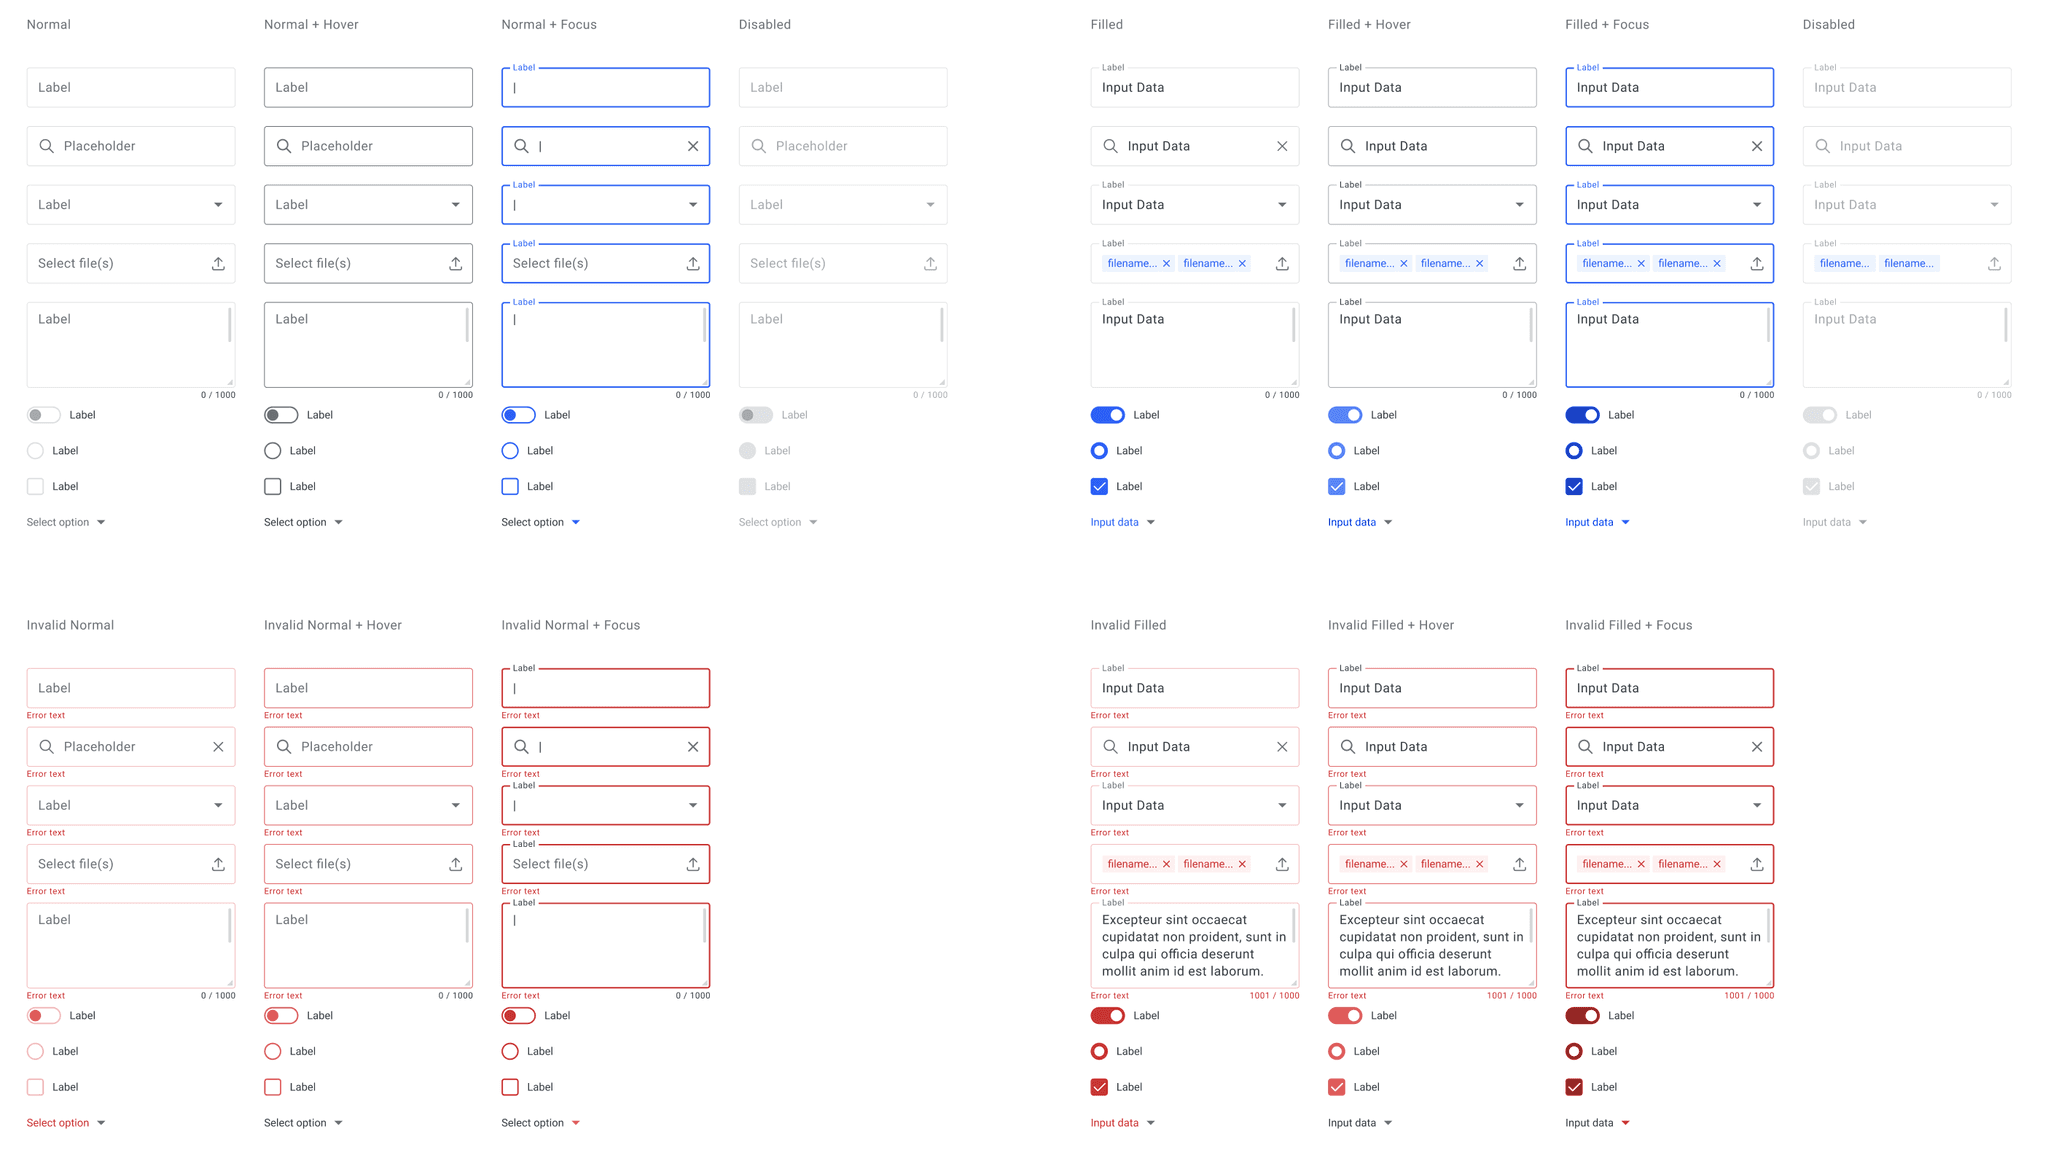 Normal
Label
Placeholder
Label
Select file(s)
Label
0 / 1000
Label
Label
Label
Select option
Normal + Hover
Label
Placeholder
Label
Select file(s)
Label
0 / 1000
Label
Label
Label
Select option
Normal + Focus
Label
Label
Label
Select file(s)
Label
0 / 1000
Label
Label
Label
Select option
Disabled
Label
Placeholder
Label
Select file(s)
Label
0 / 1000
Label
Label
Label
Select option
Filled
Label
Input Data
Input Data
Label
Input Data
Label
filename... filename...
Label
Input Data
0 / 1000
Label
Label
Label
Input data
Filled + Hover
Label
Input Data
Input Data
Label
Input Data
Label
filename... filename...
Label
Input Data
0 / 1000
Label
Label
Label
Input data
Filled + Focus
Label
Input Data
Input Data
Label
Input Data
Label
filename... filename...
Label
Input Data
0 / 1000
Label
Label
Label
Input data
Disabled
Label
Input Data
Input Data
Label
Input Data
Label
filename... filename...
Label
Input Data
0 / 1000
Label
Label
Label
Input data
Invalid Normal
Label
Error text
Placeholder
Error text
Label
Error text
Select file(s)
Error text
Label
Error text 0 / 1000
Label
Label
Label
Select option
Invalid Normal + Hover
Label
Error text
Placeholder
Error text
Label
Error text
Select file(s)
Error text
Label
Error text 0 / 1000
Label
Label
Label
Select option
Invalid Normal + Focus
Label
Error text
Error text
Label
Error text
Label
Select file(s)
Error text
Label
Error text 0 / 1000
Label
Label
Label
Select option
Invalid Filled
Label
Input Data
Error text
Input Data
Error text
Label
Input Data
Error text
filename... filename...
Error text
Label
Excepteur sint occaecat
cupidatat non proident, sunt in
culpa qui officia deserunt
mollit anim id est laborum.
Error text 1001 / 1000
Label
Label
Label
Input data
Invalid Filled + Hover
Label
Input Data
Error text
Input Data
Error text
Label
Input Data
Error text
filename... filename...
Error text
Label
Excepteur sint occaecat
cupidatat non proident, sunt in
culpa qui officia deserunt
mollit anim id est laborum.
Error text 1001 / 1000
Label
Label
Label
Input data
Invalid Filled + Focus
Label
Input Data
Error text
Input Data
Error text
Label
Input Data
Error text
filename... filename...
Error text
Label
Excepteur sint occaecat
cupidatat non proident, sunt in
culpa qui officia deserunt
mollit anim id est laborum.
Error text 1001 / 1000
Label
Label
Label
Input data